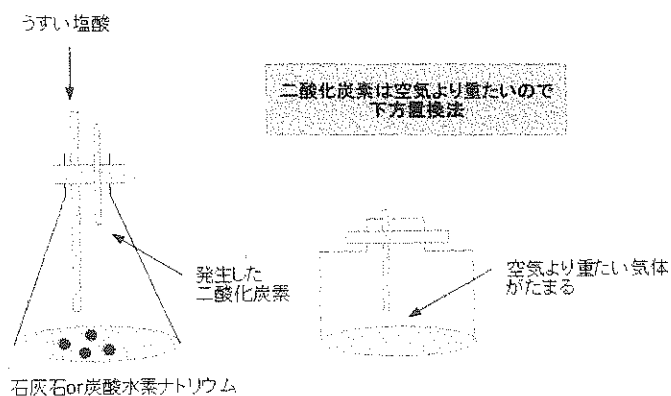 うすい塩酸
二酸化炭素は空気より重たいので
下方置換法
発生した
二酸化炭素
空気より重たい気体
がたまる
石灰石or炭酸水素ナトリウム